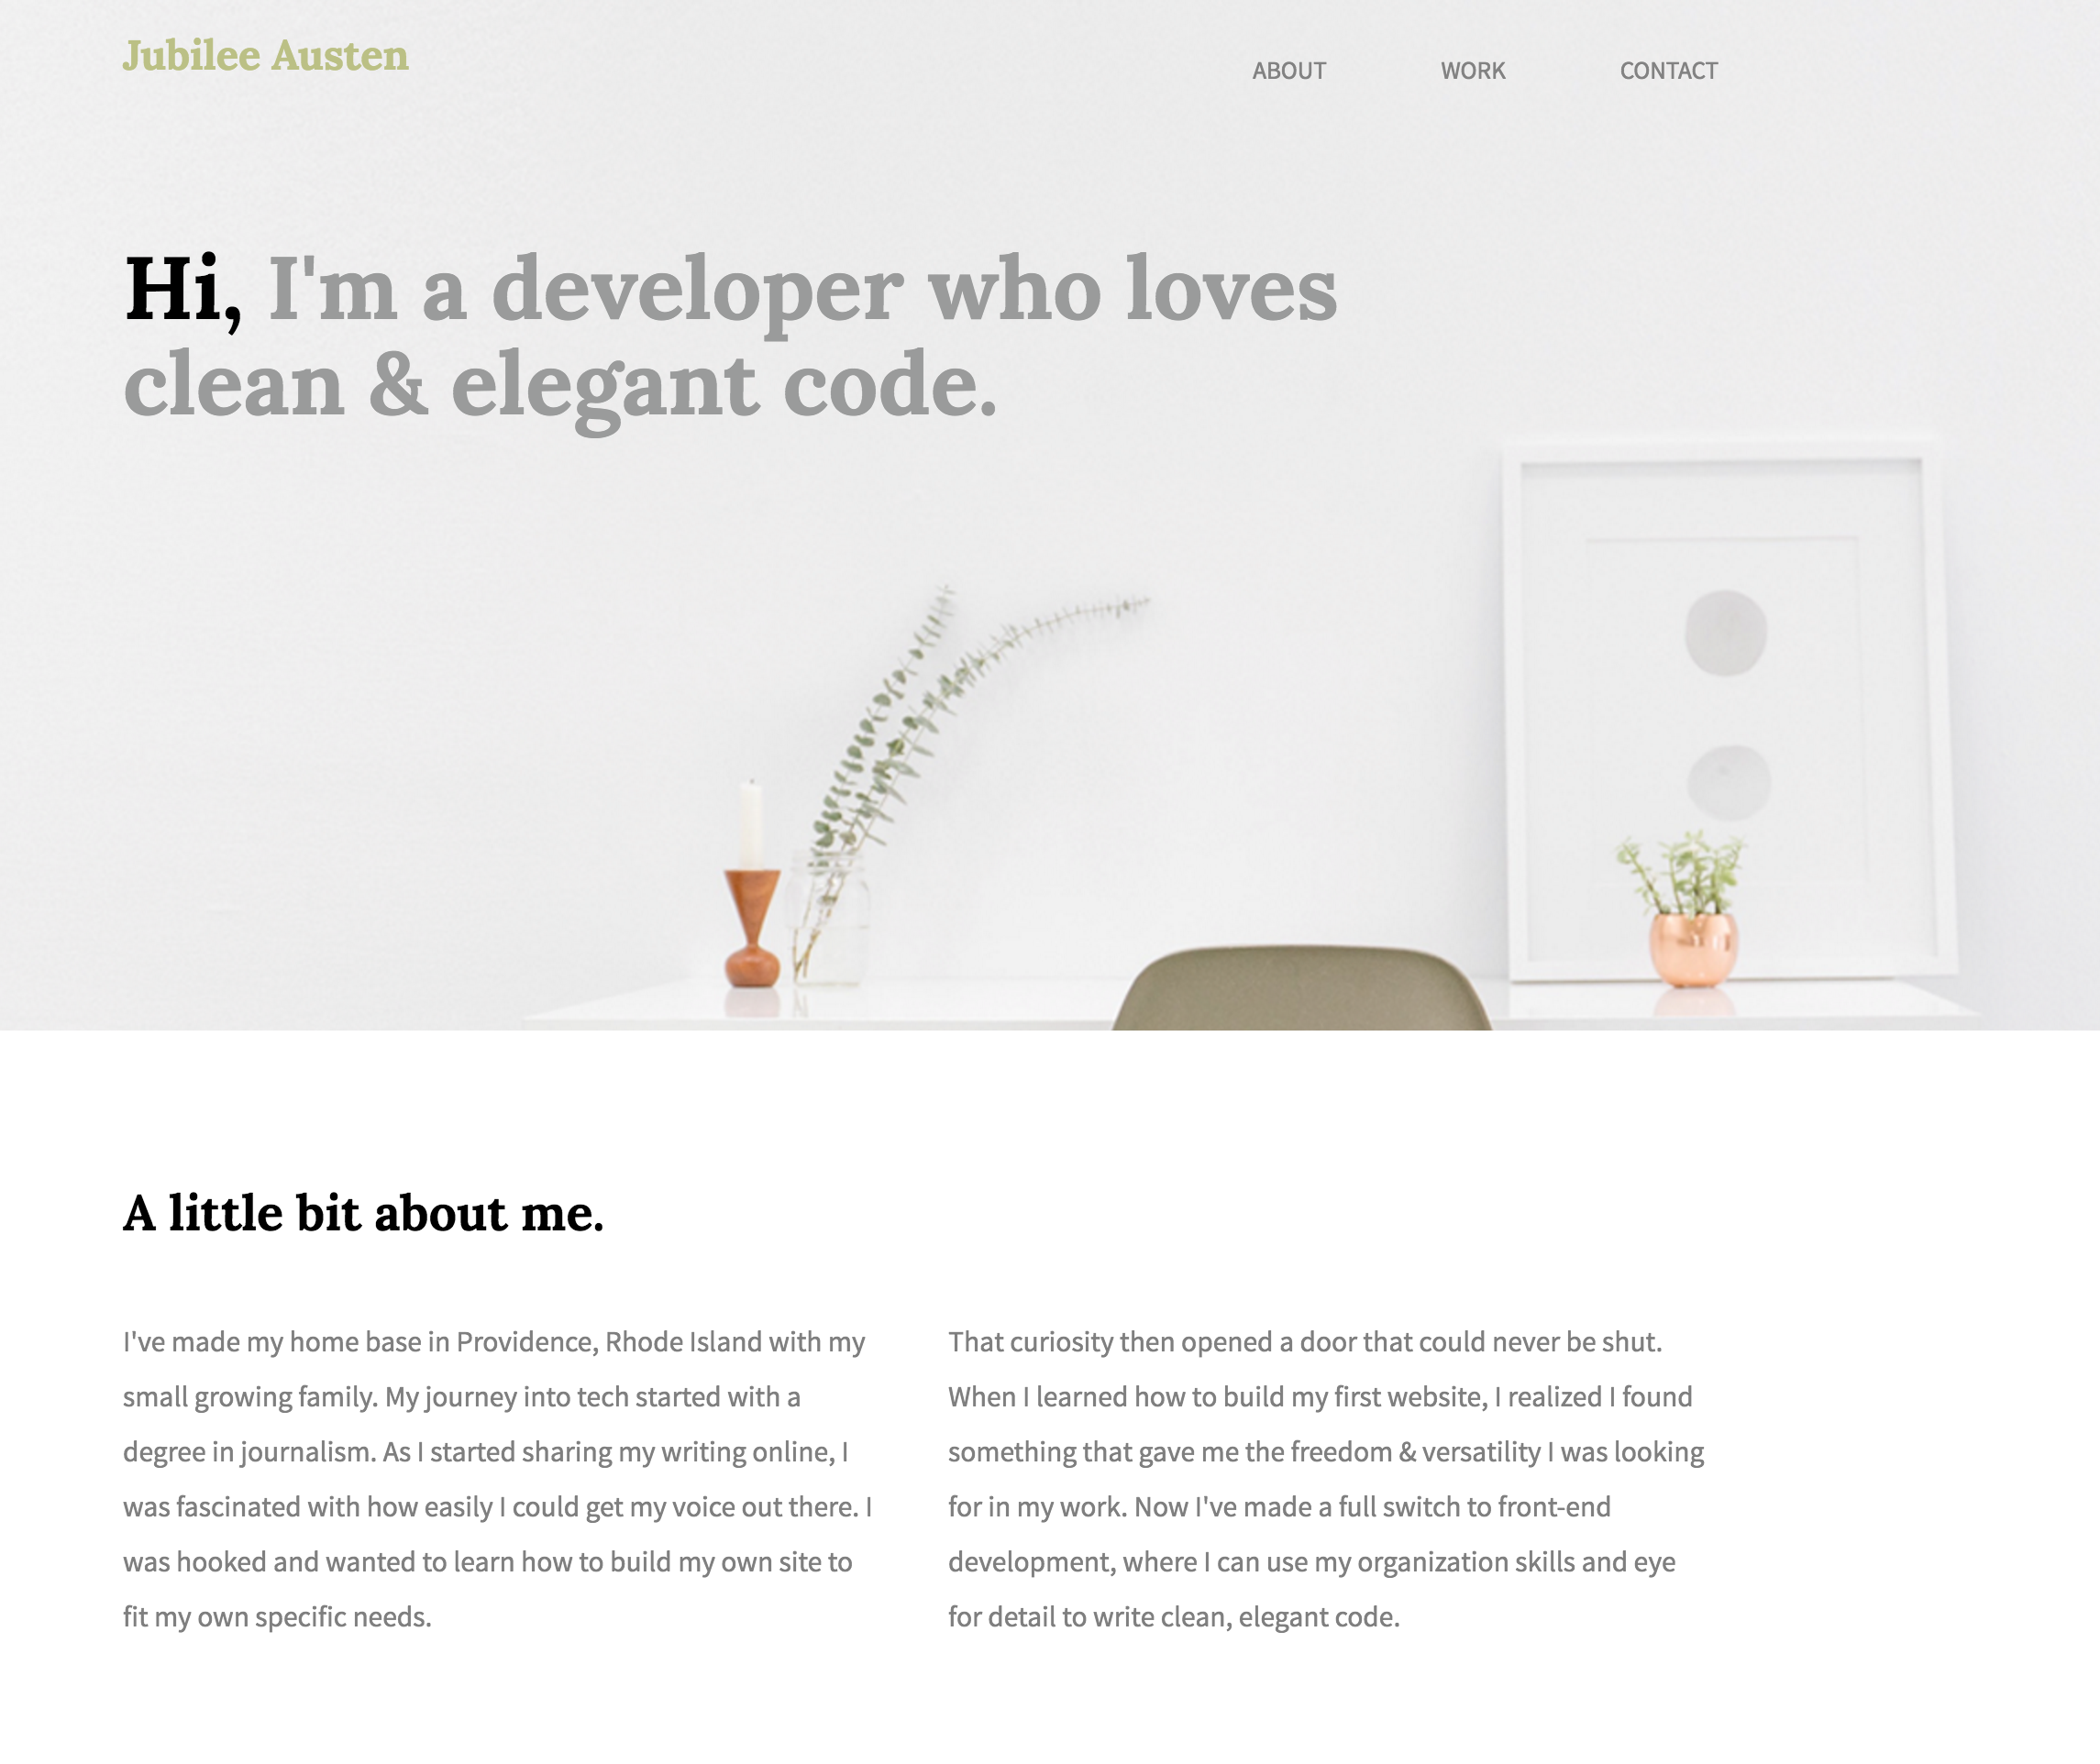 Jubilee Austen
ABOUT WORK CONTACT
Hi, I'm a developer who loves
clean & elegant code.
A little bit about me.
I've made my home base in Providence, Rhode Island with my
small growing family. My journey into tech started with a
degree in journalism. As I started sharing my writing online, I
was fascinated with how easily I could get my voice out there. I
was hooked and wanted to learn how to build my own site to
fit my own specific needs.
That curiosity then opened a door that could never be shut.
When I learned how to build my first website, I realized I found
something that gave me the freedom & versatility I was looking
for in my work. Now I've made a full switch to front-end
development, where I can use my organization skills and eye
for detail to write clean, elegant code.